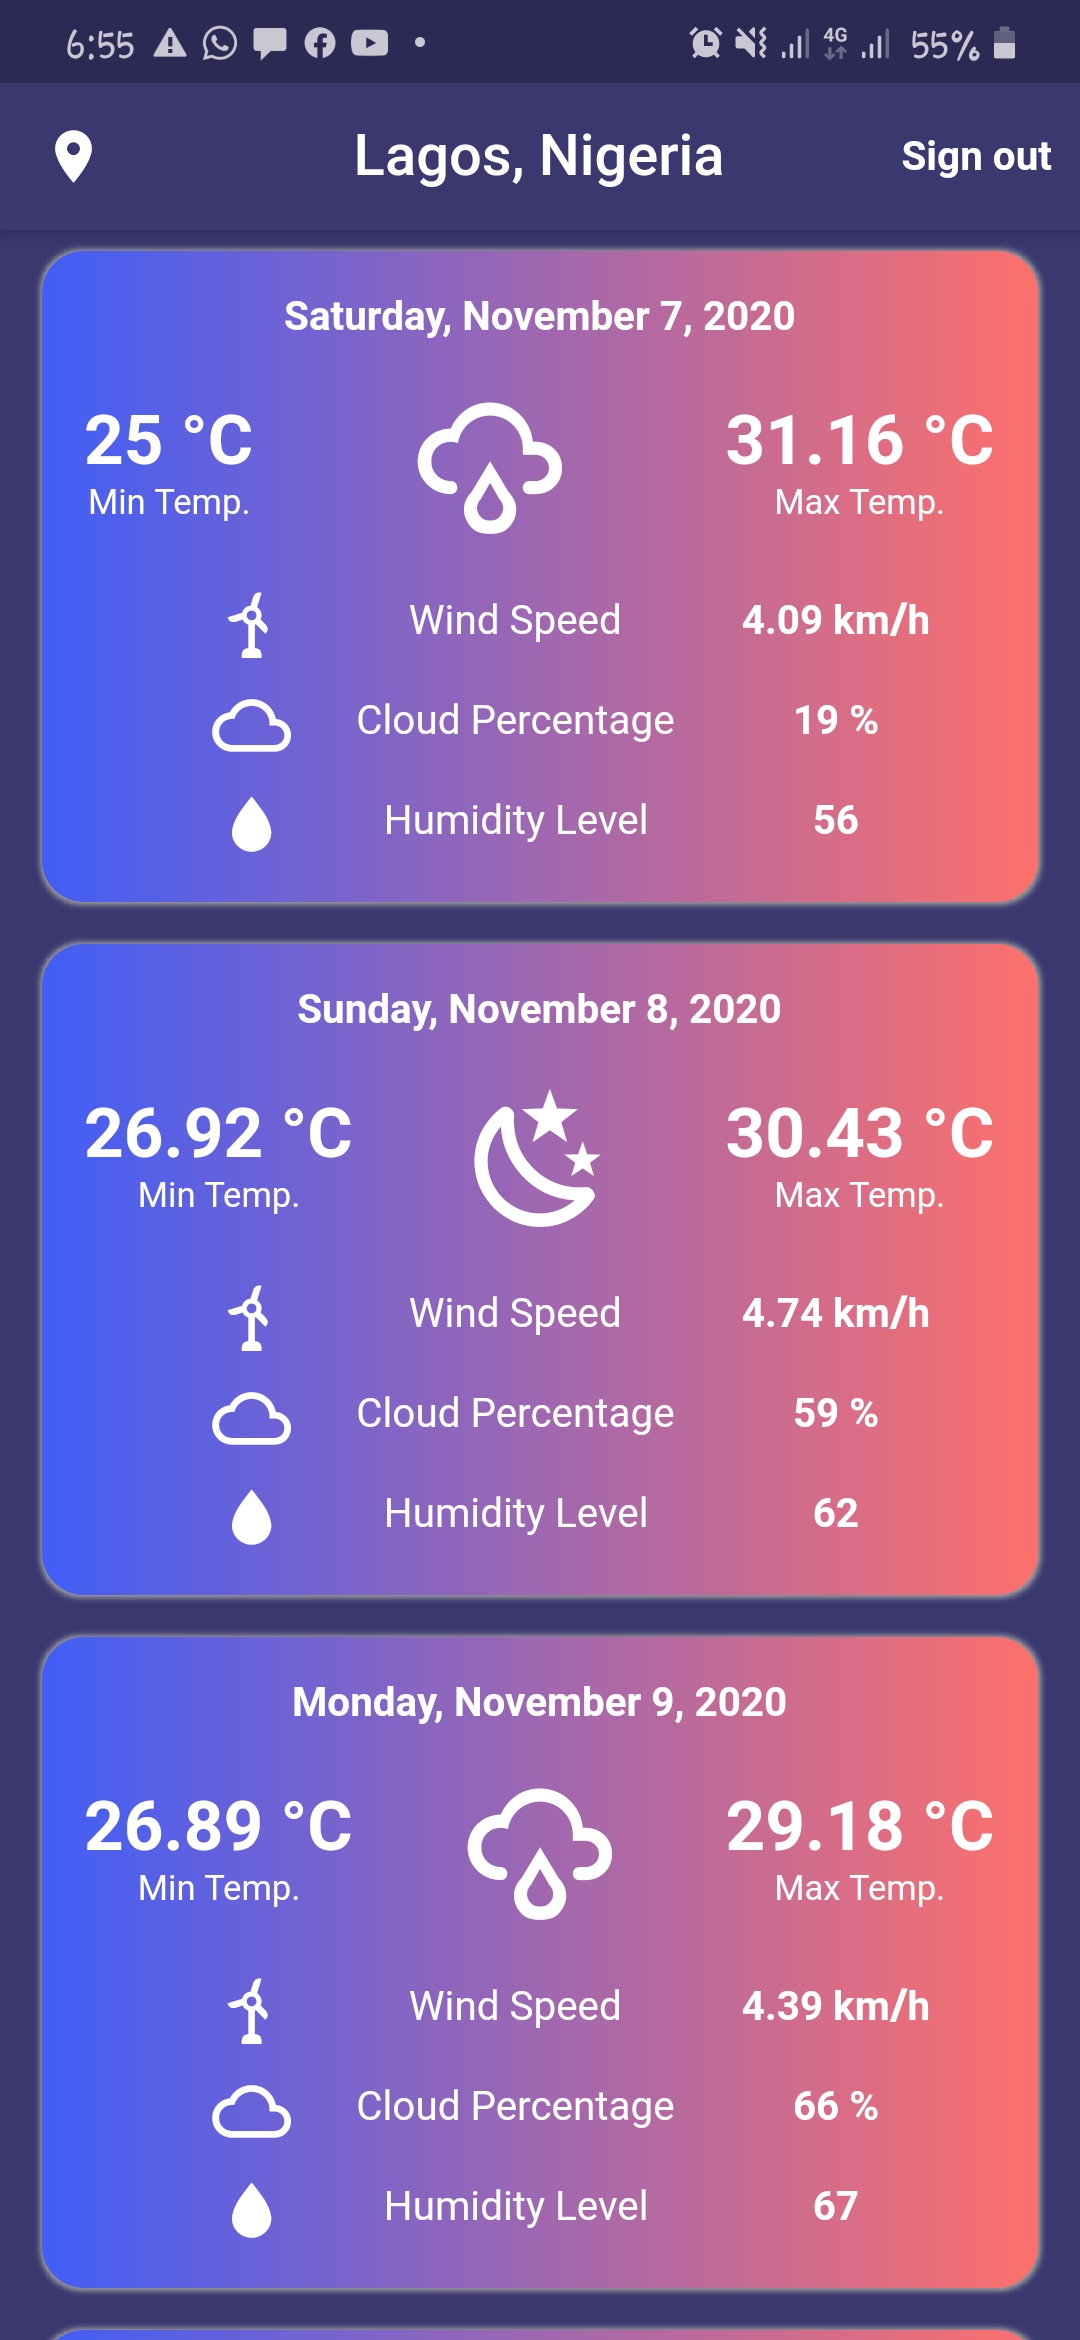 6:55 4G 55%
Lagos, Nigeria Sign out
Saturday, November 7, 2020
25 °C 31.16 °C
Min Temp. Max Temp.
Wind Speed 4.09 km/h
Cloud Percentage 19 %
Humidity Level 56
Sunday, November 8, 2020
26.92 °C 30.43 °C
Min Temp. Max Temp.
Wind Speed 4.74 km/h
Cloud Percentage 59 %
Humidity Level 62
Monday, November 9, 2020
26.89 °C 29.18 °C
Min Temp. Max Temp.
Wind Speed 4.39 km/h
Cloud Percentage 66 %
Humidity Level 67